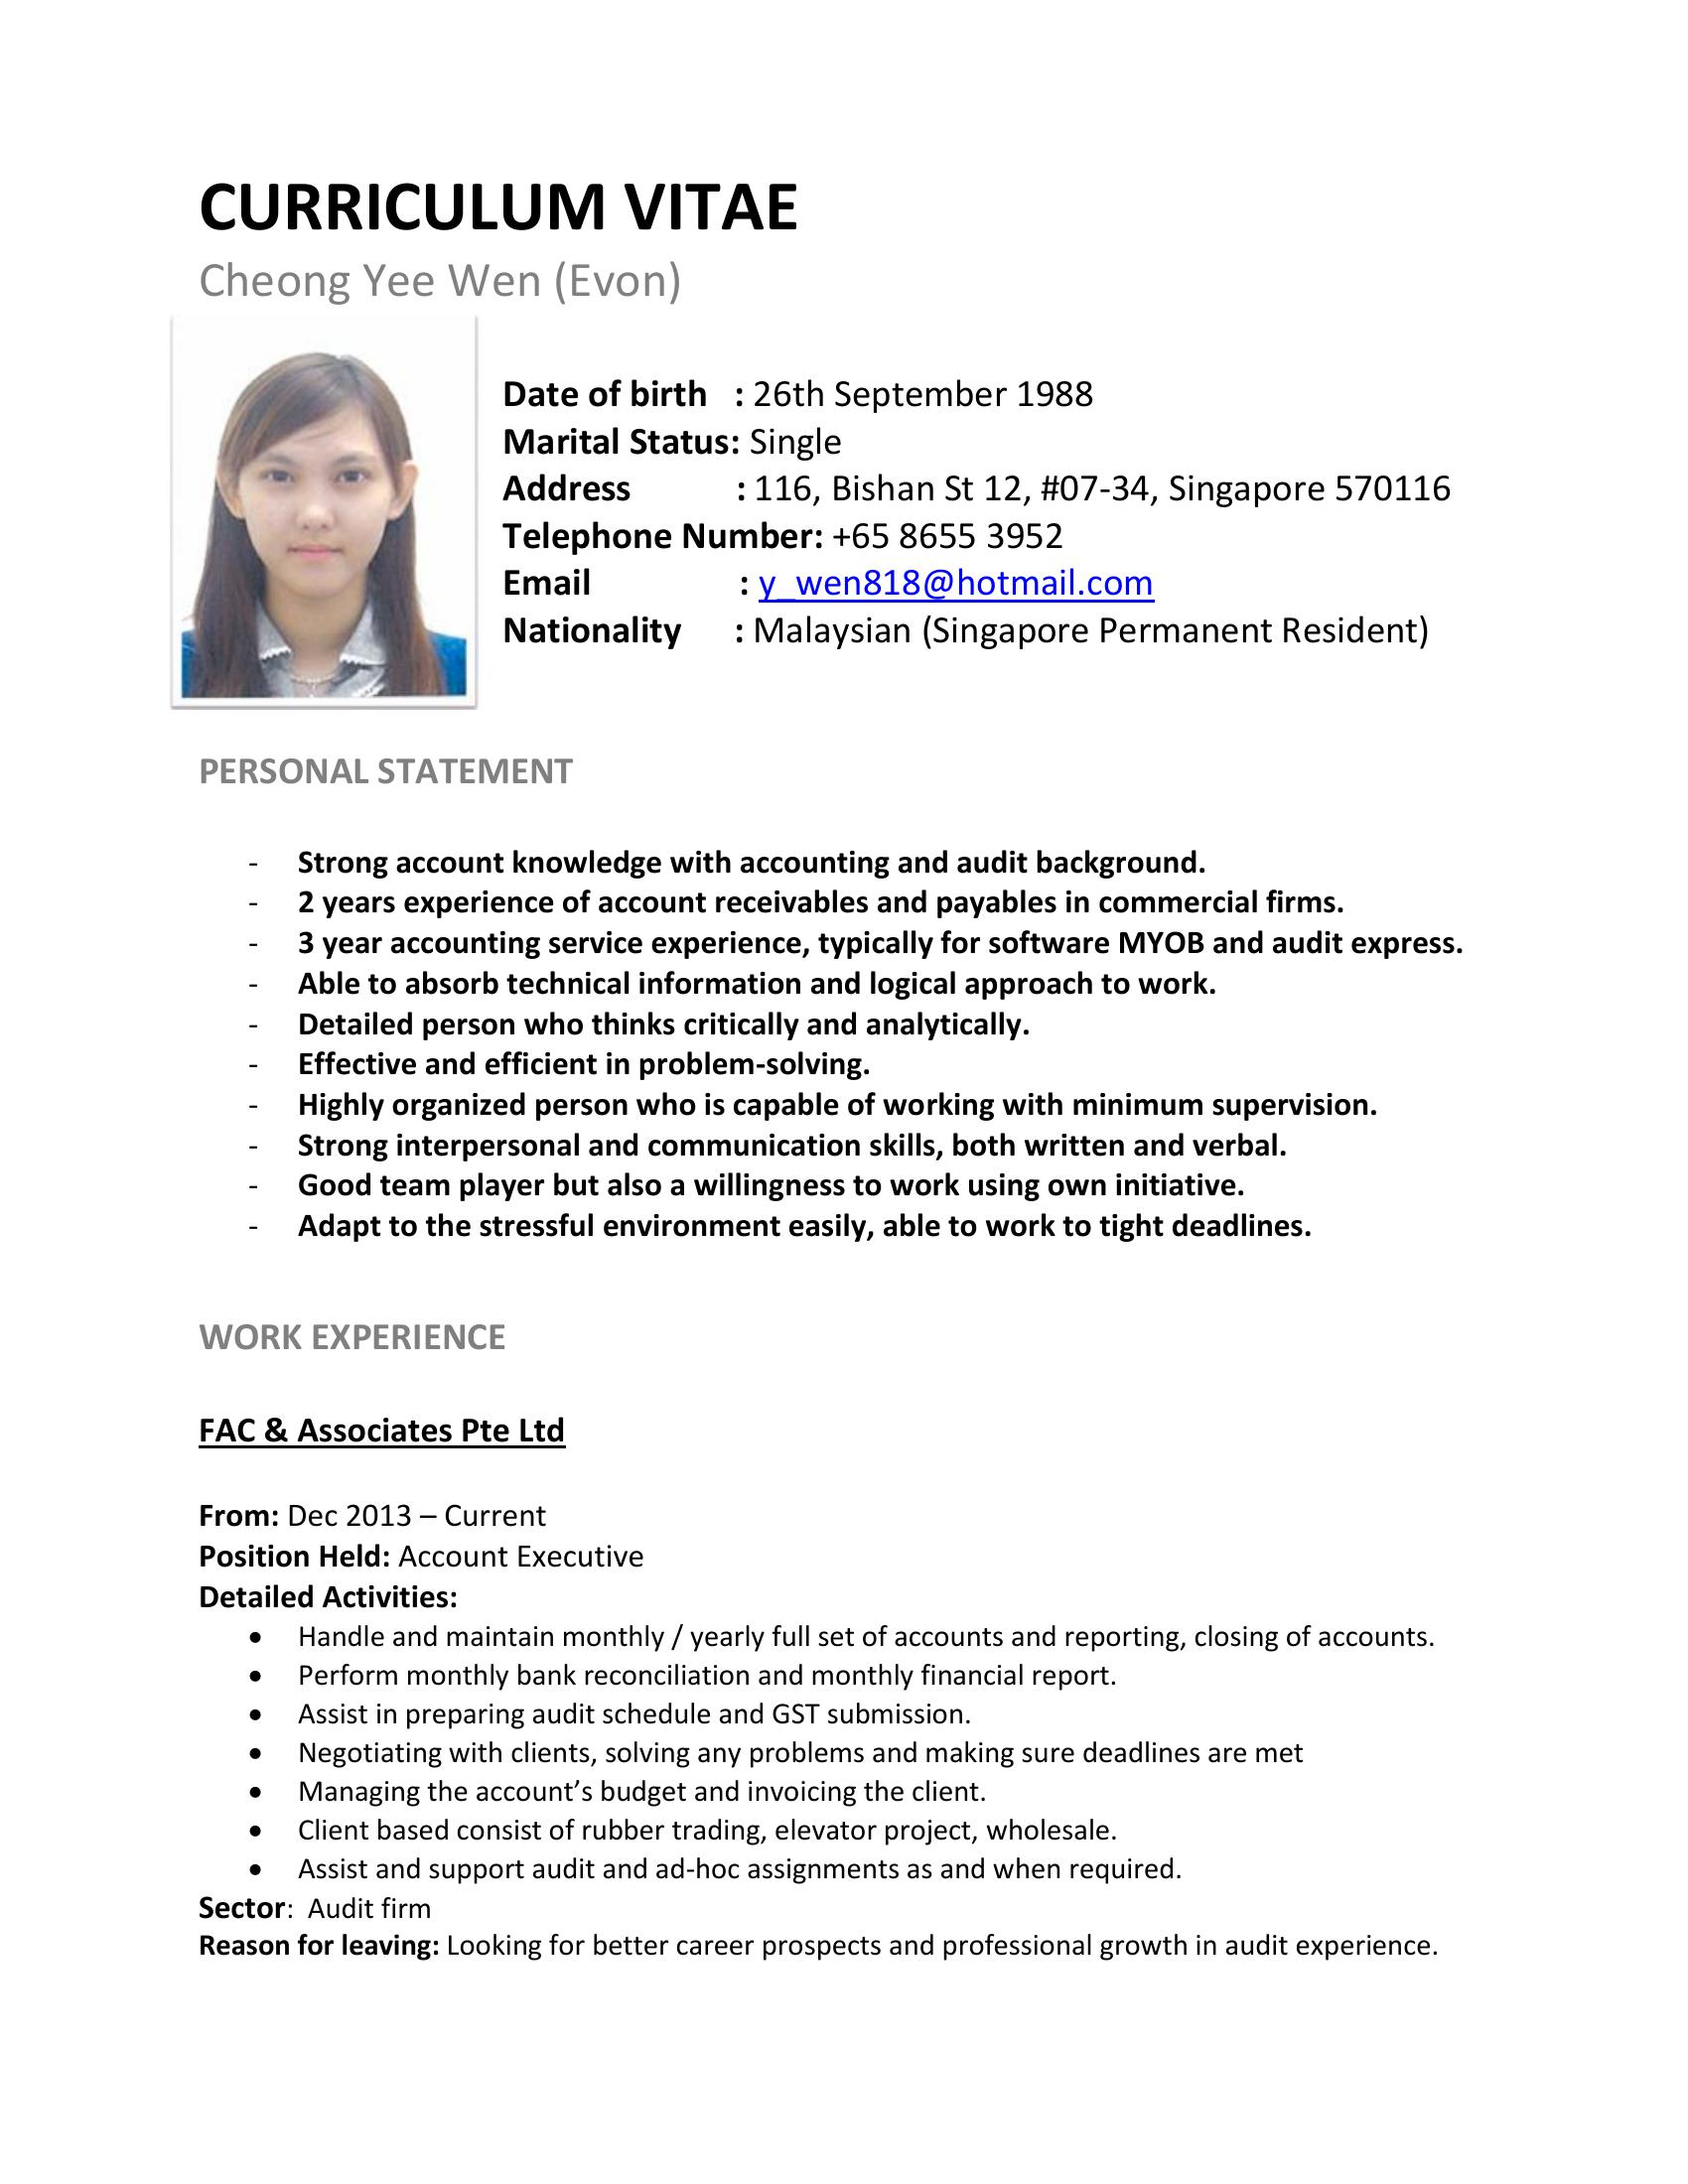 CURRICULUM VITAE
Cheong Yee Wen (Evon)
Date of birth : 26th September 1988
Marital Status: Single
Address : 116, Bishan St 12, #07-34, Singapore 570116
Telephone Number: +65 8655 3952
Email : y_wen818@hotmail.com
Nationality : Malaysian (Singapore Permanent Resident)
PERSONAL STATEMENT
- Strong account knowledge with accounting and audit background.
- 2 years experience of account receivables and payables in commercial firms.
- 3 year accounting service experience, typically for software MYOB and audit express.
- Able to absorb technical information and logical approach to work.
- Detailed person who thinks critically and analytically.
- Effective and efficient in problem-solving.
- Highly organized person who is capable of working with minimum supervision.
- Strong interpersonal and communication skills, both written and verbal.
- Good team player but also a willingness to work using own initiative.
- Adapt to the stressful environment easily, able to work to tight deadlines.
WORK EXPERIENCE
FAC & Associates Pte Ltd
From: Dec 2013 – Current
Position Held: Account Executive
Detailed Activities:
• Handle and maintain monthly / yearly full set of accounts and reporting, closing of accounts.
• Perform monthly bank reconciliation and monthly financial report.
• Assist in preparing audit schedule and GST submission.
• Negotiating with clients, solving any problems and making sure deadlines are met
• Managing the account’s budget and invoicing the client.
• Client based consist of rubber trading, elevator project, wholesale.
• Assist and support audit and ad-hoc assignments as and when required.
Sector: Audit firm
Reason for leaving: Looking for better career prospects and professional growth in audit experience.